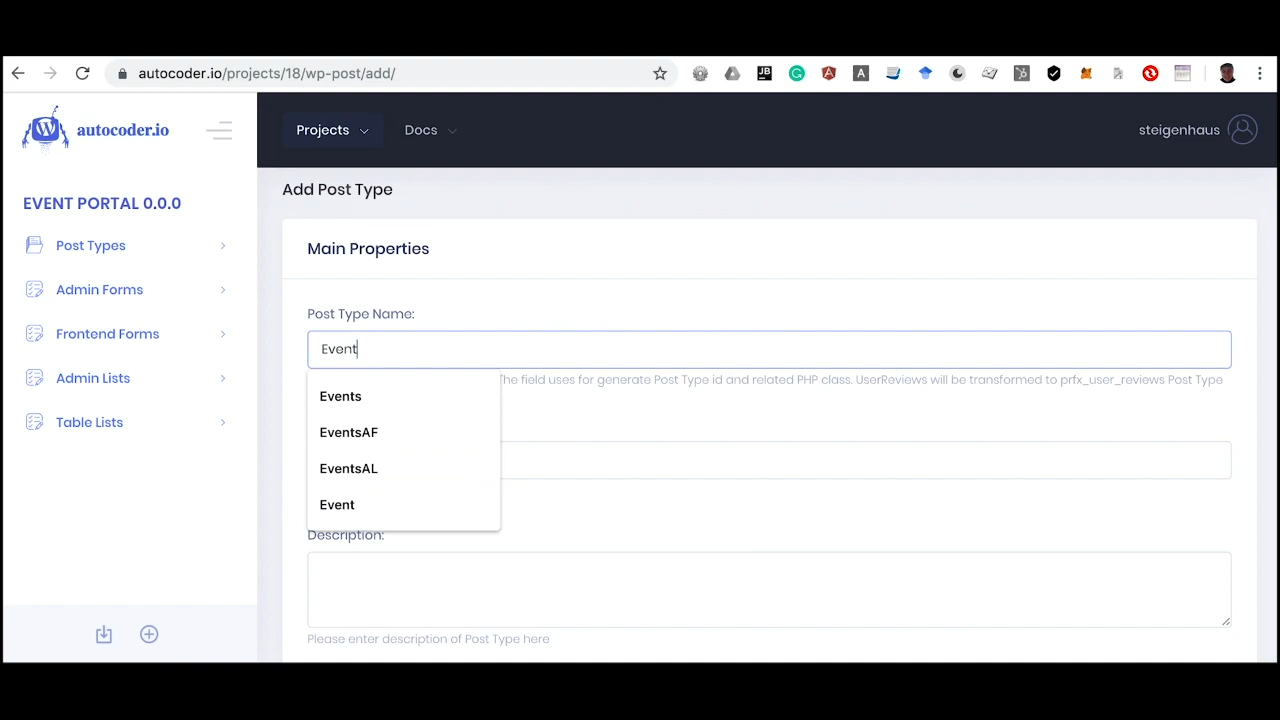 autocoder.io/projects/18/wp-post/add/
JB
A
autocoder.io
Projects
Docs
steigenhaus
Add Post Type
EVENT PORTAL 0.0.0
Post Types
Admin Forms
Frontend Forms
Admin Lists
Table Lists
Main Properties
Post Type Name:
Event
The field uses for generate Post Type id and related PHP class. UserReviews will be transformed to prfx_user_reviews Post Type
Events
EventsAF
EventsAL
Event
Description:
Please enter description of Post Type here